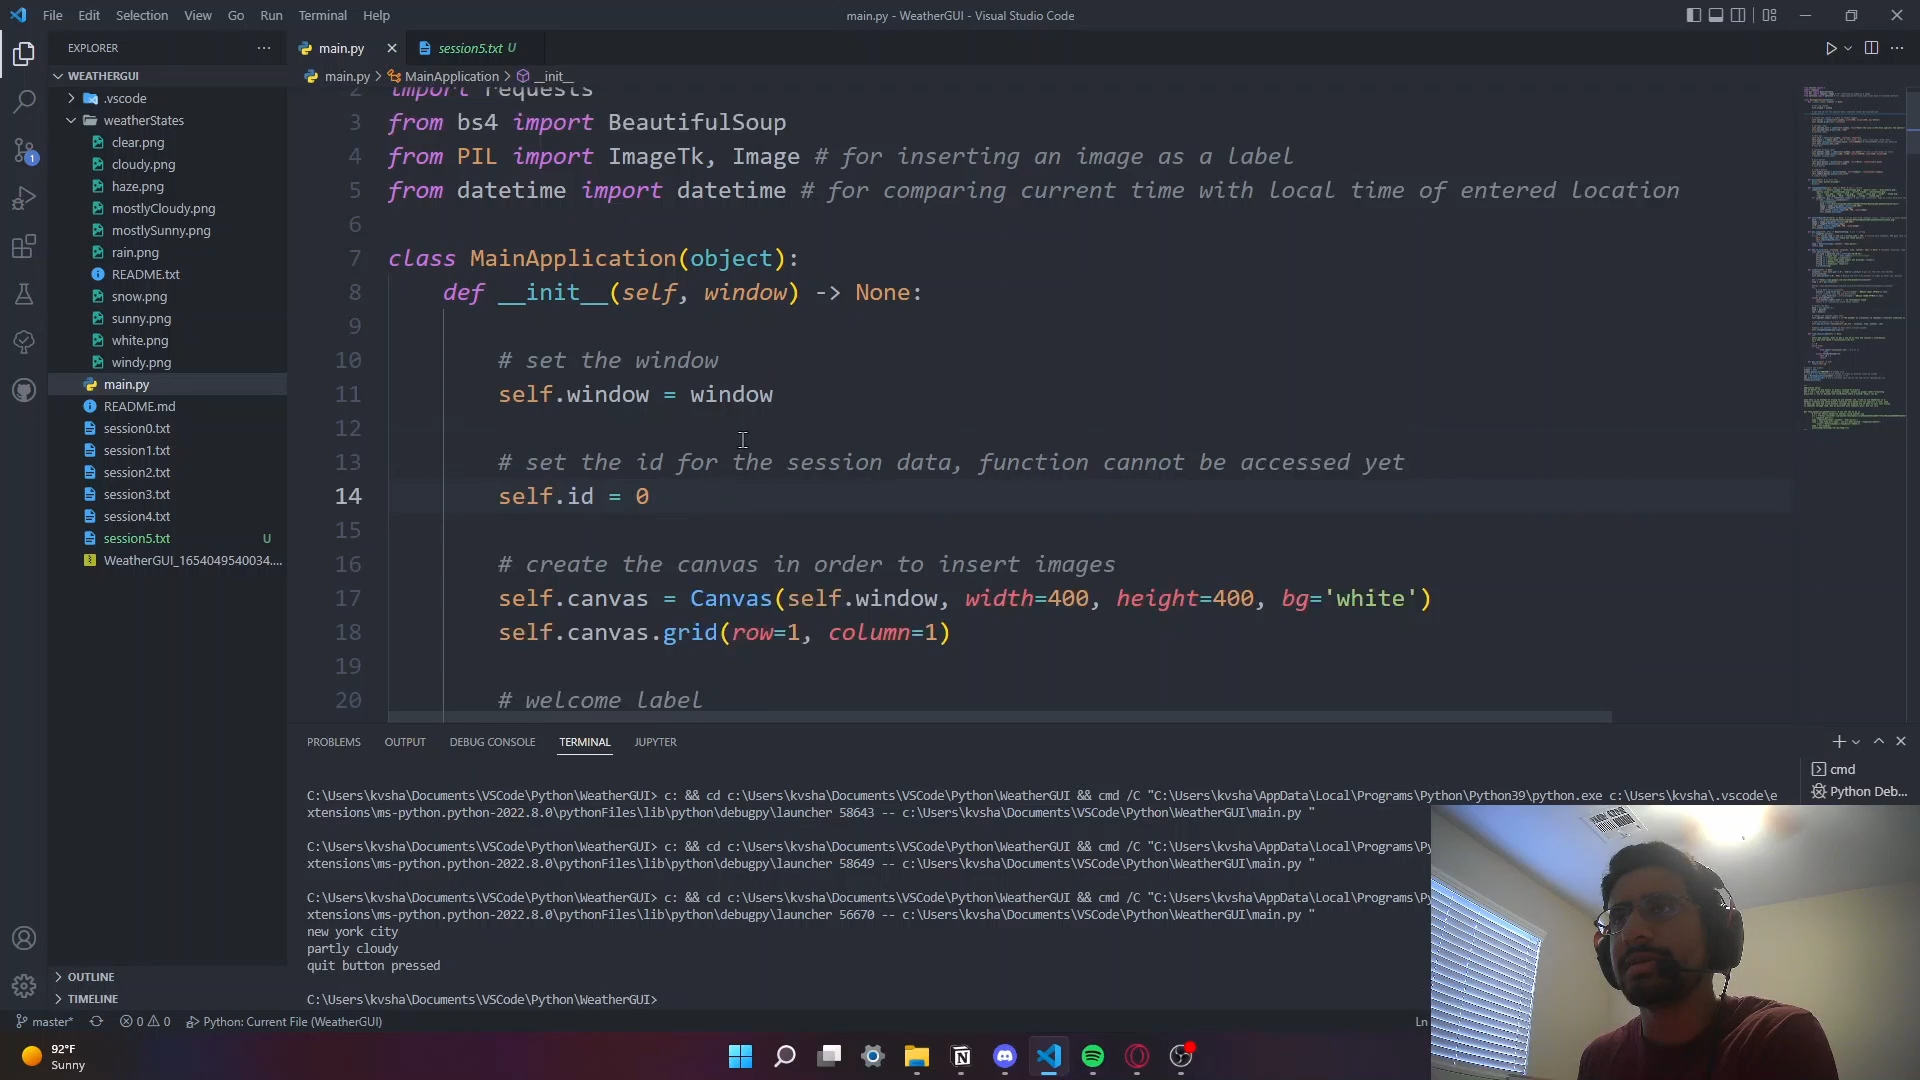 File Edit Selection View Go Run Terminal Help
main.py - WeatherGUI - Visual Studio Code
EXPLORER
main.py
session5.txt U
WEATHERGUI
main.py > MainApplication > __init__
.vscode
weatherStates
clear.png
cloudy.png
haze.png
mostlyCloudy.png
mostlySunny.png
rain.png
README.txt
snow.png
sunny.png
white.png
windy.png
main.py
README.md
session0.txt
session1.txt
session2.txt
session3.txt
session4.txt
session5.txt U
WeatherGUI_1654049540034....
OUTLINE
TIMELINE
1
2 import requests
3 from bs4 import BeautifulSoup
4 from PIL import ImageTk, Image # for inserting an image as a label
5 from datetime import datetime # for comparing current time with local time of entered location
6
7 class MainApplication(object):
8 def __init__(self, window) -> None:
9
10 # set the window
11 self.window = window
12
13 # set the id for the session data, function cannot be accessed yet
14 self.id = 0
15
16 # create the canvas in order to insert images
17 self.canvas = Canvas(self.window, width=400, height=400, bg='white')
18 self.canvas.grid(row=1, column=1)
19
20 # welcome label
PROBLEMS OUTPUT DEBUG CONSOLE TERMINAL JUPYTER
cmd
Python Deb...
C:\Users\kvsha\Documents\VSCode\Python\WeatherGUI> c: && cd c:\Users\kvsha\Documents\VSCode\Python\WeatherGUI && cmd /C "C:\Users\kvsha\AppData\Local\Programs\Python\Python39\python.exe c:\Users\kvsha\.vscode\e
xtensions\ms-python.python-2022.8.0\pythonFiles\lib\python\debugpy\launcher 58643 -- c:\Users\kvsha\Documents\VSCode\Python\WeatherGUI\main.py "
C:\Users\kvsha\Documents\VSCode\Python\WeatherGUI> c: && cd c:\Users\kvsha\Documents\VSCode\Python\WeatherGUI && cmd /C "C:\Users\kvsha\AppData\Local\Programs\Py
xtensions\ms-python.python-2022.8.0\pythonFiles\lib\python\debugpy\launcher 58649 -- c:\Users\kvsha\Documents\VSCode\Python\WeatherGUI\main.py "
C:\Users\kvsha\Documents\VSCode\Python\WeatherGUI> c: && cd c:\Users\kvsha\Documents\VSCode\Python\WeatherGUI && cmd /C "C:\Users\kvsha\AppData\Local\Programs\Py
xtensions\ms-python.python-2022.8.0\pythonFiles\lib\python\debugpy\launcher 56670 -- c:\Users\kvsha\Documents\VSCode\Python\WeatherGUI\main.py "
new york city
partly cloudy
quit button pressed
C:\Users\kvsha\Documents\VSCode\Python\WeatherGUI>
master* 0 0 Python: Current File (WeatherGUI) Ln
92°F
Sunny